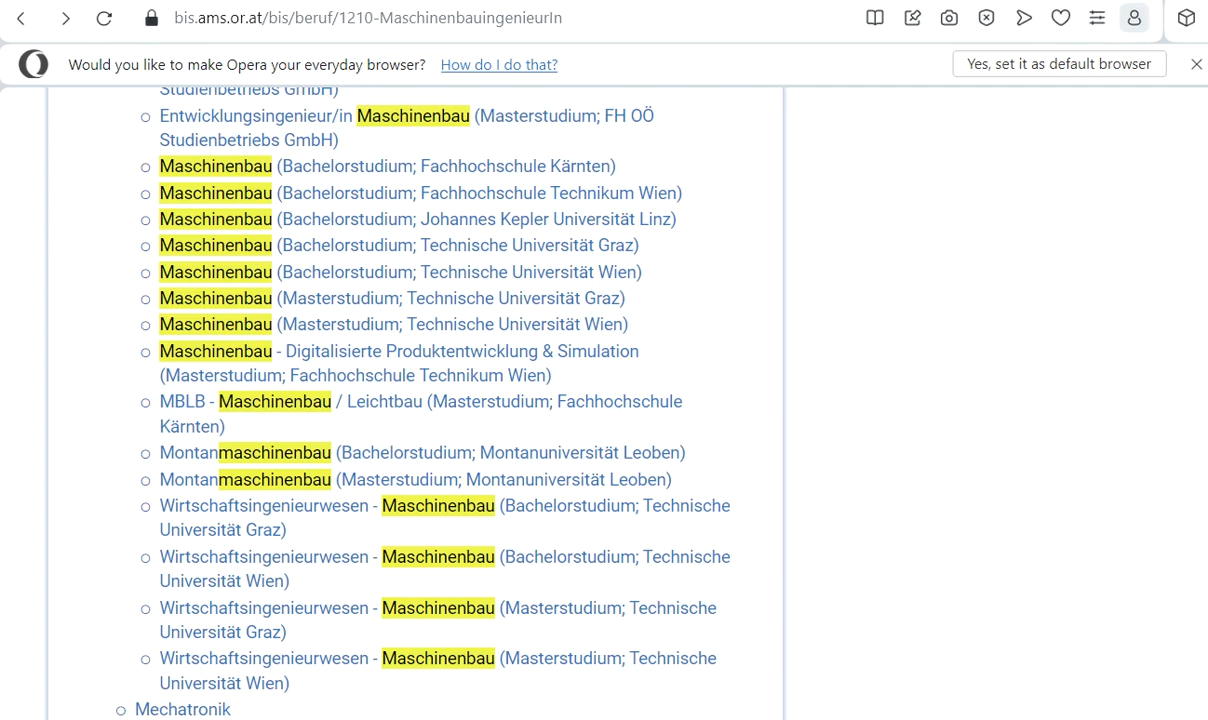 bis.ams.or.at/bis/beruf/1210-MaschinenbauingenieurIn
Would you like to make Opera your everyday browser? How do I do that? Yes, set it as default browser
Studienbetriebs GmbH)
Entwicklungsingenieur/in Maschinenbau (Masterstudium; FH OÖ
Studienbetriebs GmbH)
Maschinenbau (Bachelorstudium; Fachhochschule Kärnten)
Maschinenbau (Bachelorstudium; Fachhochschule Technikum Wien)
Maschinenbau (Bachelorstudium; Johannes Kepler Universität Linz)
Maschinenbau (Bachelorstudium; Technische Universität Graz)
Maschinenbau (Bachelorstudium; Technische Universität Wien)
Maschinenbau (Masterstudium; Technische Universität Graz)
Maschinenbau (Masterstudium; Technische Universität Wien)
Maschinenbau - Digitalisierte Produktentwicklung & Simulation
(Masterstudium; Fachhochschule Technikum Wien)
MBLB - Maschinenbau / Leichtbau (Masterstudium; Fachhochschule
Kärnten)
Montanmaschinenbau (Bachelorstudium; Montanuniversität Leoben)
Montanmaschinenbau (Masterstudium; Montanuniversität Leoben)
Wirtschaftsingenieurwesen - Maschinenbau (Bachelorstudium; Technische
Universität Graz)
Wirtschaftsingenieurwesen - Maschinenbau (Bachelorstudium; Technische
Universität Wien)
Wirtschaftsingenieurwesen - Maschinenbau (Masterstudium; Technische
Universität Graz)
Wirtschaftsingenieurwesen - Maschinenbau (Masterstudium; Technische
Universität Wien)
Mechatronik